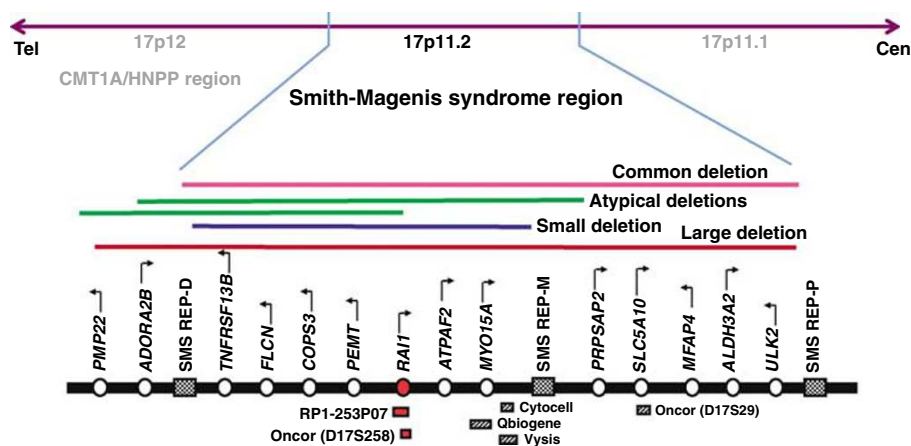 17p12 17p11.2 17p11.1
Tel Cen
CMT1A/HNPP region
Smith-Magenis syndrome region
Common deletion
Atypical deletions
Small deletion
Large deletion
PMP22
ADORA2B
SMS REP-D
TNFRSF13B
FLCN
COPS3
PEMT
RAI1
ATPAF2
MYO15A
SMS REP-M
PRPSAP2
SLC5A10
MFAP4
ALDH3A2
ULK2
SMS REP-P
RP1-253P07
Oncor (D17S258)
Cytocell
Qbiogene
Vysis
Oncor (D17S29)